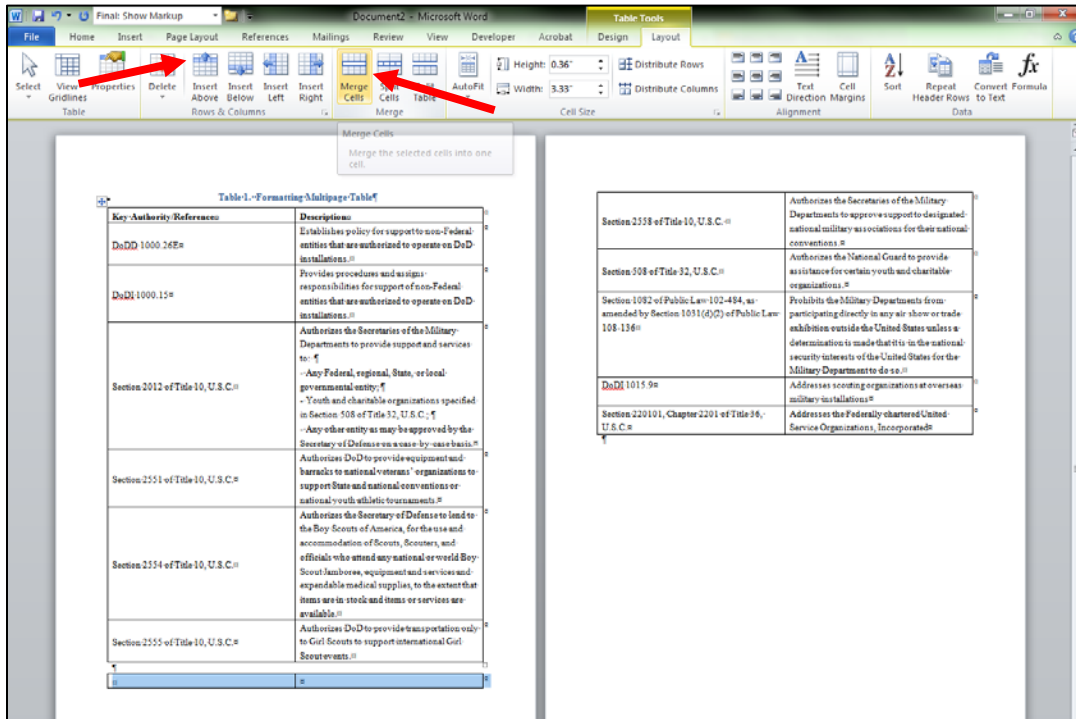 Final: Show Markup
Document2 - Microsoft Word
Table Tools
File Home Insert Page Layout References Mailings Review View Developer Acrobat Design Layout
Height: 0.36" Distribute Rows
Width: 3.33" Distribute Columns
Select View Gridlines Properties Delete Insert Above Insert Below Insert Left Insert Right Merge Cells Cells Table AutoFit Text Direction Cell Margins Sort Repeat Header Rows Convert to Text Formula
Table Rows & Columns Merge Cell Size Alignment Data
Merge Cells
Merge the selected cells into one
cell.
Table 1. Formatting Multipage Table¶
Key Authority/References Description
DoDD 1000.26E
Establishes policy for support to non-Federal
entities that are authorized to operate on DoD
installations.
DoDI 1000.15
Provides procedures and assigns
responsibilities for support of non-Federal
entities that are authorized to operate on DoD
installations.
Section 2012 of Title 10, U.S.C.
Authorizes the Secretaries of the Military
Departments to provide support and services
to: ¶
- Any Federal, regional, State, or local
governmental entity; ¶
- Youth and charitable organizations specified
in Section 508 of Title 32, U.S.C.; ¶
- Any other entity as may be approved by the
Secretary of Defense on a case-by-case basis.
Section 2551 of Title 10, U.S.C.
Authorizes DoD to provide equipment and
barracks to national veterans' organizations to
support State and national conventions or
national youth athletic tournaments.
Section 2554 of Title 10, U.S.C.
Authorizes the Secretary of Defense to lend to
the Boy Scouts of America, for the use and
accommodation of Scouts, Scouters, and
officials who attend any national or world Boy
Scout Jamboree, equipment and services and
expendable medical supplies, to the extent that
items are in stock and items or services are
available.
Section 2555 of Title 10, U.S.C.
Authorizes DoD to provide transportation only
to Girl Scouts to support international Girl
Scout events.
¶
Section 2558 of Title 10, U.S.C.
Authorizes the Secretaries of the Military
Departments to approve support to designated
national military associations for their national
conventions.
Section 508 of Title 32, U.S.C.
Authorizes the National Guard to provide
assistance for certain youth and charitable
organizations.
Section 1082 of Public Law 102-484, as
amended by Section 1031(d)(2) of Public Law
108-136
Prohibits the Military Departments from
participating directly in any air show or trade
exhibition outside the United States unless a
determination is made that it is in the national
security interests of the United States for the
Military Department to do so.
DoDI 1015.9
Addresses scouting organizations at overseas
military installations
Section 220101, Chapter 2201 of Title 36,
U.S.C.
Addresses the Federally chartered United
Service Organizations, Incorporated
¶